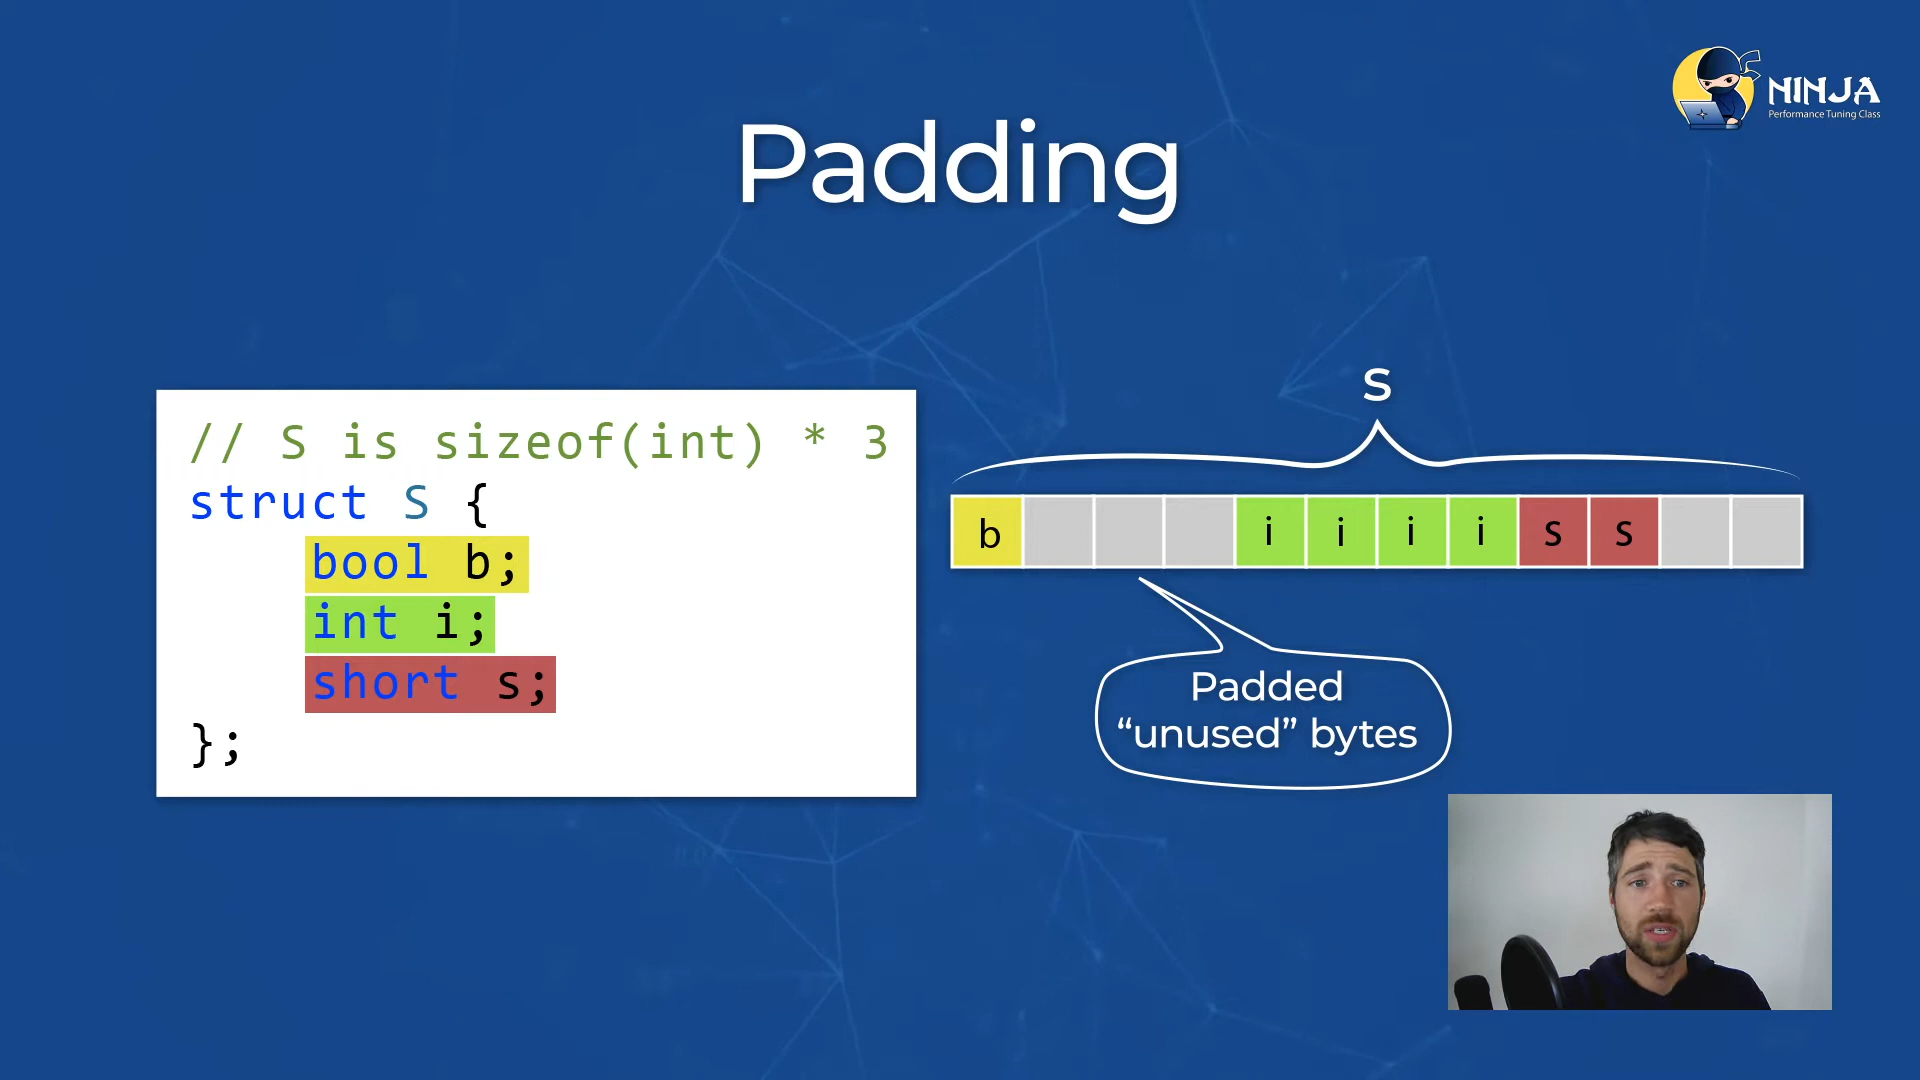 NINJA
Performance Tuning Class
Padding
// S is sizeof(int) * 3
struct S {
bool b;
int i;
short s;
};
S
b i i i i s s
Padded
“unused” bytes